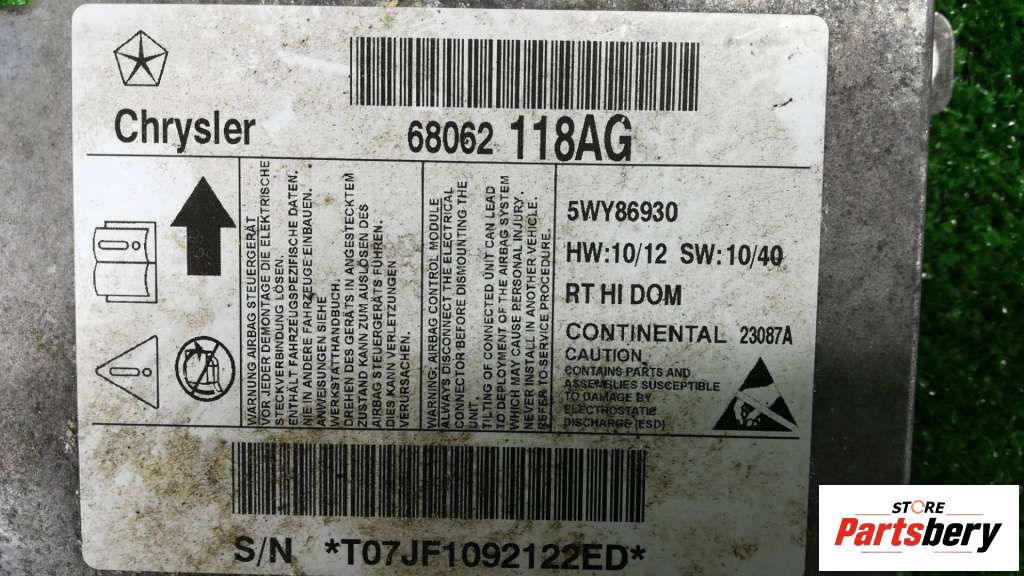 Chrysler
68062 118AG
WARNUNG AIRBAG STEUERGERÄT
VOR JEDER DEMONTAGE DIE ELEKTRISCHE
STECKVERBINDUNG LÖSEN.
ENTHÄLT FAHRZEUGSPEZIFISCHE DATEN.
NIE IN ANDERE FAHRZEUGE EINBAUEN.
ANWEISUNGEN SIEHE
WERKSTATTHANDBUCH.
DREHEN DES GERÄTS IN ANGESTECKTEM
ZUSTAND KANN ZUM AUSLÖSEN DES
AIRBAG STEUERGERÄTS FÜHREN.
DIES KANN VERLETZUNGEN
VERURSACHEN.
WARNING, AIRBAG CONTROL MODULE
ALWAYS DISCONNECT THE ELECTRICAL
CONNECTOR BEFORE DISMOUNTING THE
UNIT.
TILTING OF CONNECTED UNIT CAN LEAD
TO DEPLOYMENT OF THE AIRBAG SYSTEM
WHICH MAY CAUSE PERSONAL INJURY.
NEVER INSTALL IN ANOTHER VEHICLE.
REFER TO SERVICE PROCEDURE.
5WY86930
HW:10/12 SW:10/40
RT HI DOM
CONTINENTAL 23087A
CAUTION
CONTAINS PARTS AND
ASSEMBLIES SUSCEPTIBLE
TO DAMAGE BY
ELECTROSTATIC
DISCHARGE (ESD)
S/N *T07JF1092122ED*
STORE
Partsbery